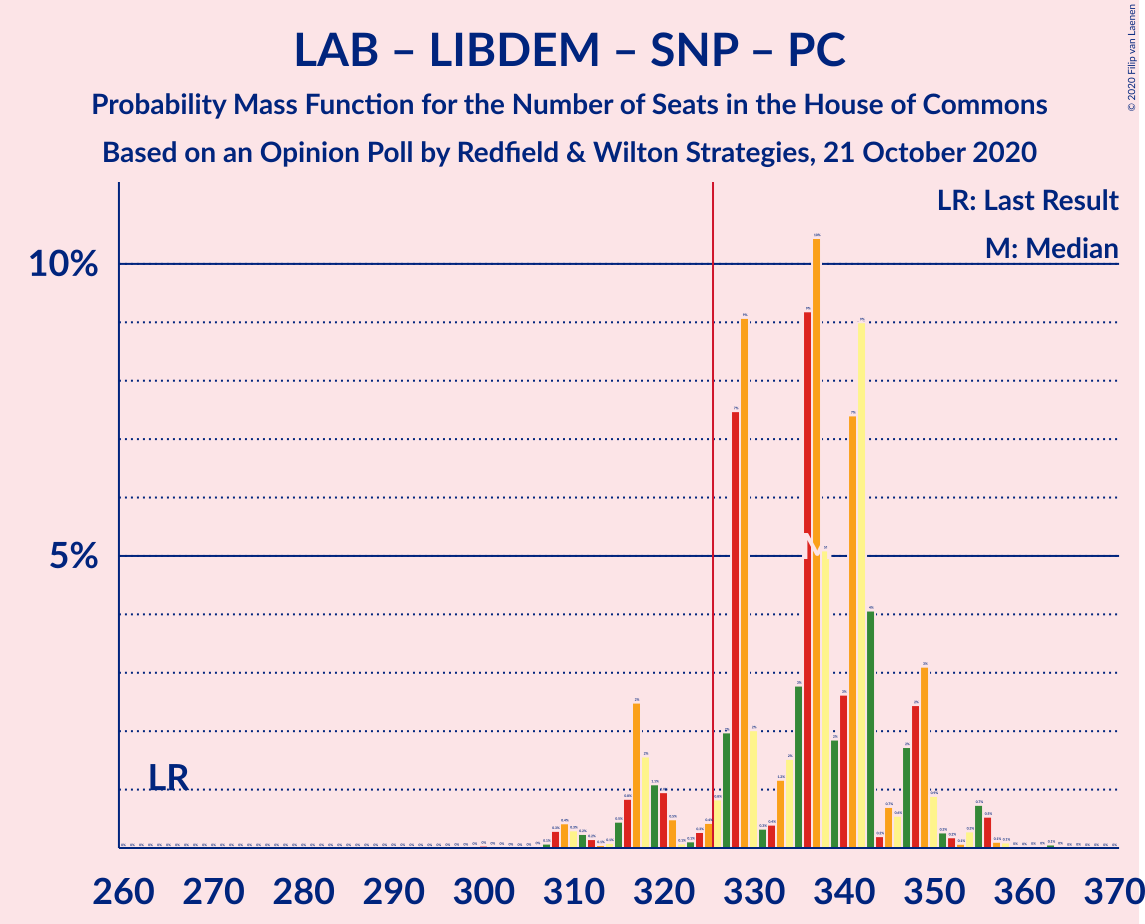 LAB – LIBDEM – SNP – PC
Probability Mass Function for the Number of Seats in the House of Commons
Based on an Opinion Poll by Redfield & Wilton Strategies, 21 October 2020
© 2020 Filip van Laenen
LR: Last Result
M: Median
10%
5%
LR
M
260 270 280 290 300 310 320 330 340 350 360 370